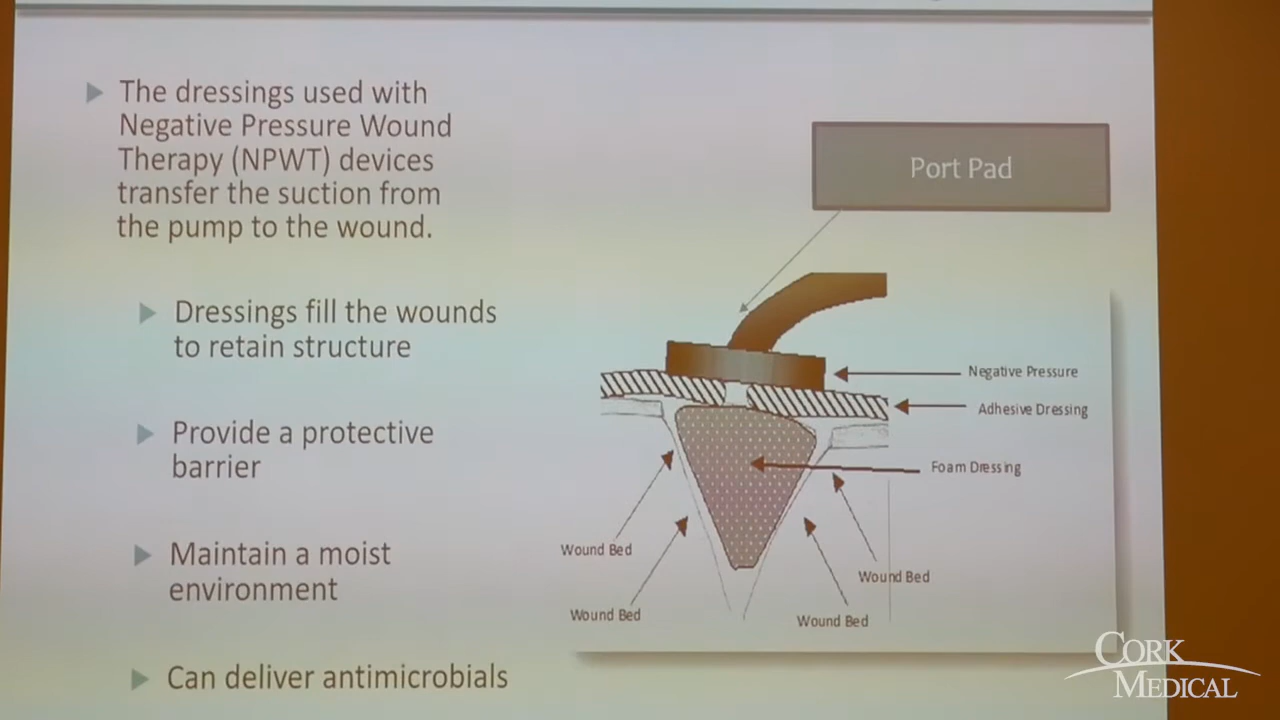 The dressings used with
Negative Pressure Wound
Therapy (NPWT) devices
transfer the suction from
the pump to the wound.
Dressings fill the wounds
to retain structure
Provide a protective
barrier
Maintain a moist
environment
Can deliver antimicrobials
Port Pad
Negative Pressure
Adhesive Dressing
Foam Dressing
Wound Bed
Wound Bed
Wound Bed
Wound Bed
CORK
MEDICAL